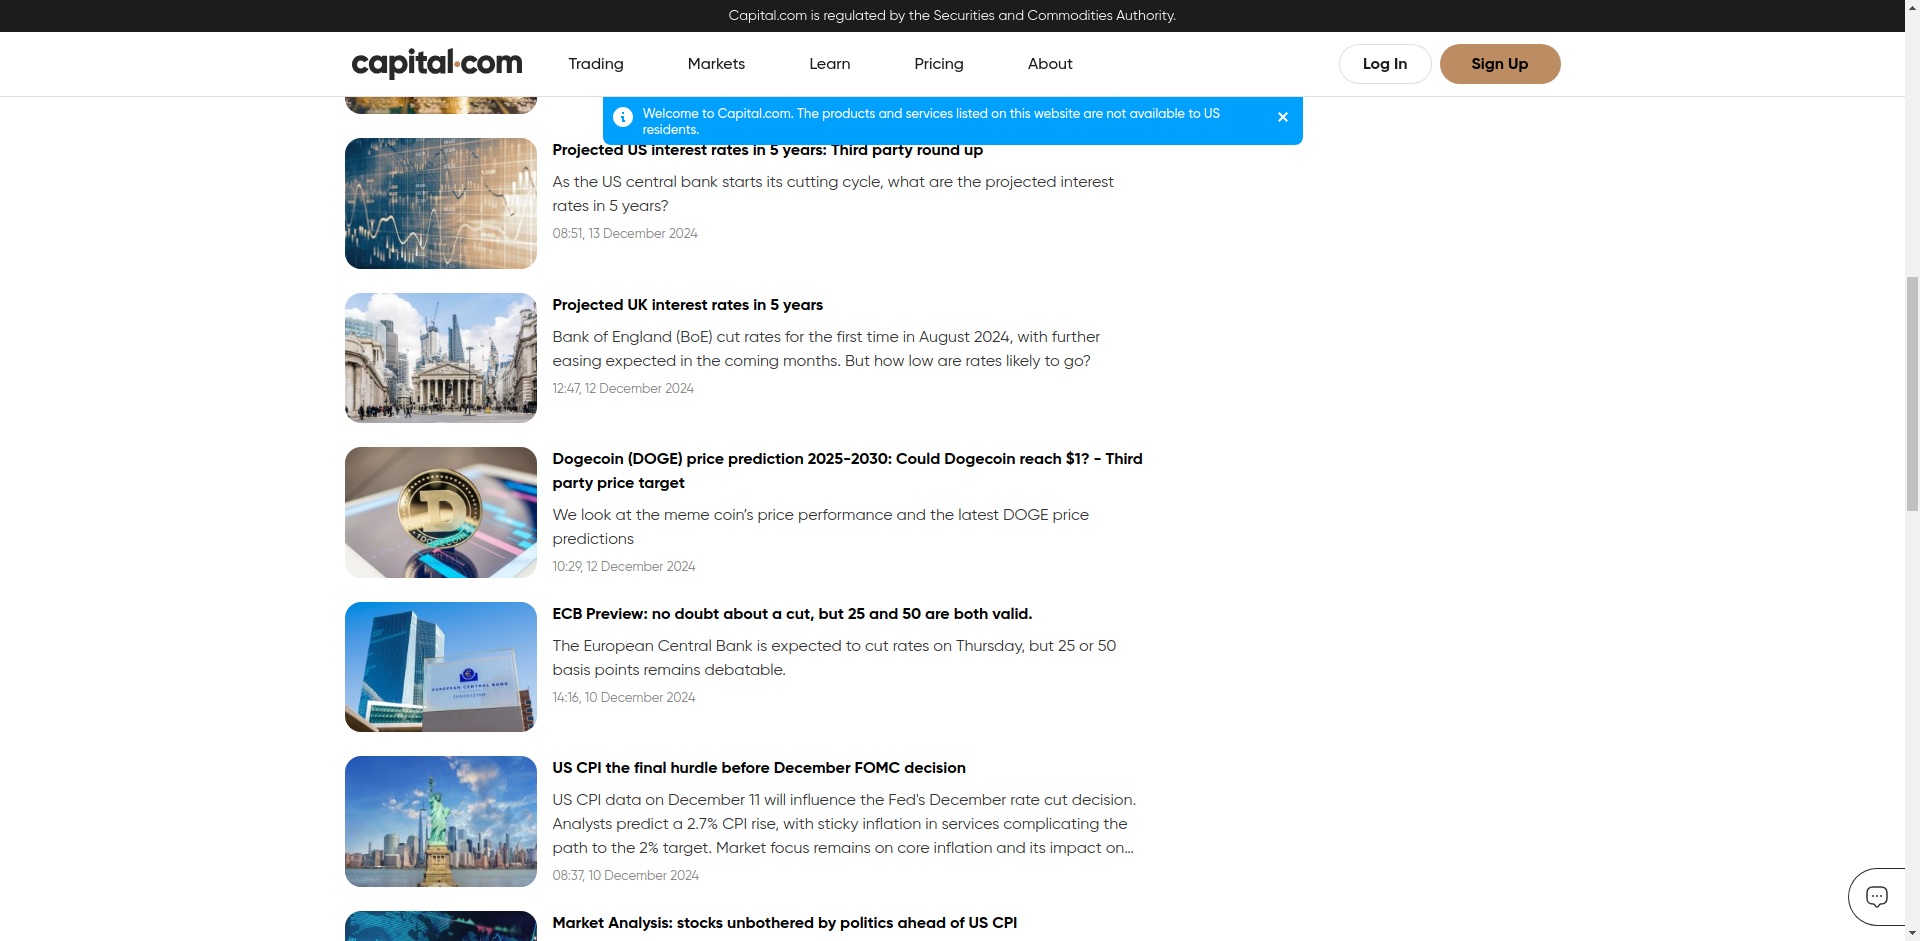 Capital.com is regulated by the Securities and Commodities Authority.
capital.com
Trading
Markets
Learn
Pricing
About
Log In
Sign Up
Welcome to Capital.com. The products and services listed on this website are not available to US
residents.
Projected US interest rates in 5 years: Third party round up
As the US central bank starts its cutting cycle, what are the projected interest
rates in 5 years?
08:51, 13 December 2024
Projected UK interest rates in 5 years
Bank of England (BoE) cut rates for the first time in August 2024, with further
easing expected in the coming months. But how low are rates likely to go?
12:47, 12 December 2024
Dogecoin (DOGE) price prediction 2025-2030: Could Dogecoin reach $1? - Third
party price target
We look at the meme coin’s price performance and the latest DOGE price
predictions
10:29, 12 December 2024
ECB Preview: no doubt about a cut, but 25 and 50 are both valid.
The European Central Bank is expected to cut rates on Thursday, but 25 or 50
basis points remains debatable.
14:16, 10 December 2024
EUROPEAN CENTRAL BANK
EUROSYSTEM
US CPI the final hurdle before December FOMC decision
US CPI data on December 11 will influence the Fed's December rate cut decision.
Analysts predict a 2.7% CPI rise, with sticky inflation in services complicating the
path to the 2% target. Market focus remains on core inflation and its impact on…
08:37, 10 December 2024
Market Analysis: stocks unbothered by politics ahead of US CPI